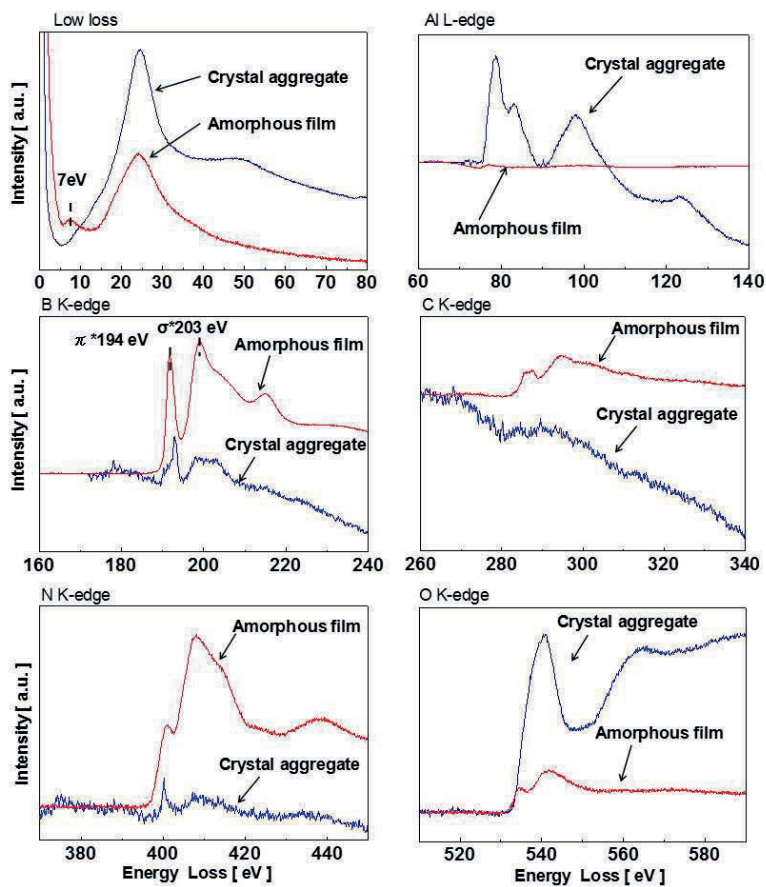 Low loss
Al L-edge
Intensity [ a.u.]
Crystal aggregate
Amorphous film
7eV
0 10 20 30 40 50 60 70 80
Crystal aggregate
Amorphous film
60 80 100 120 140
B K-edge
C K-edge
Intensity [ a.u.]
π *194 eV
σ*203 eV
Amorphous film
Crystal aggregate
160 180 200 220 240
Amorphous film
Crystal aggregate
260 280 300 320 340
N K-edge
O K-edge
Intensity [ a.u.]
Amorphous film
Crystal aggregate
380 400 420 440
Energy Loss [ eV]
Crystal aggregate
Amorphous film
520 540 560 580
Energy Loss [ eV]